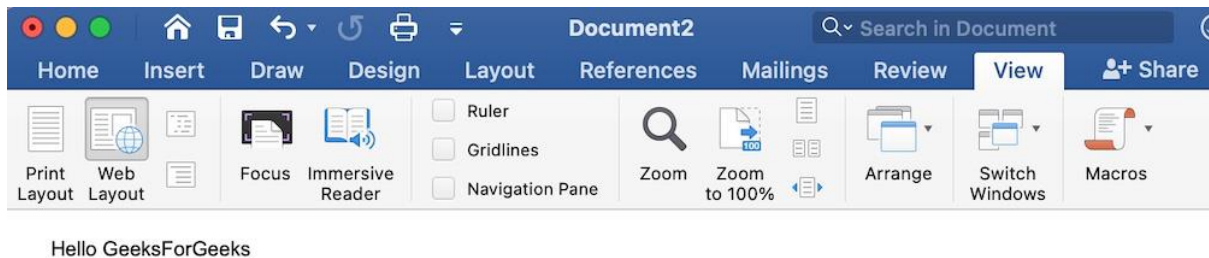 Document2
Search in Document
Home Insert Draw Design Layout References Mailings Review View Share
Ruler
Gridlines
Navigation Pane
100
Print Layout
Web Layout
Focus
Immersive Reader
Zoom
Zoom to 100%
Arrange
Switch Windows
Macros
Hello GeeksForGeeks